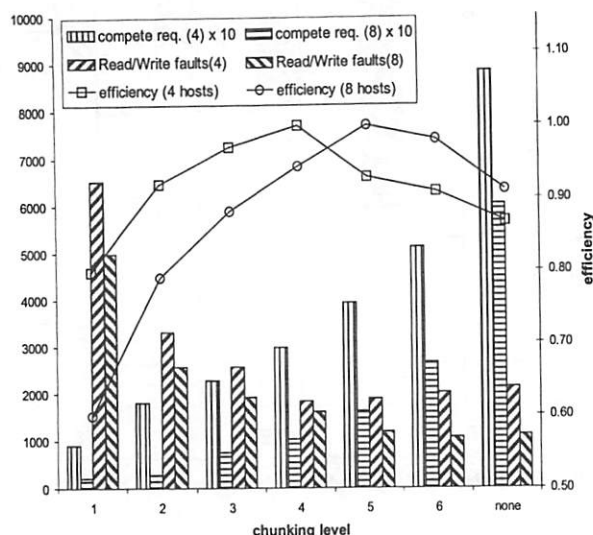 10000
9000
8000
7000
6000
5000
4000
3000
2000
1000
0
compete req. (4) x 10
compete req. (8) x 10
Read/Write faults(4)
Read/Write faults(8)
efficiency (4 hosts)
efficiency (8 hosts)
1.10
1.00
0.90
0.80
0.70
0.60
0.50
efficiency
1 2 3 4 5 6 none
chunking level